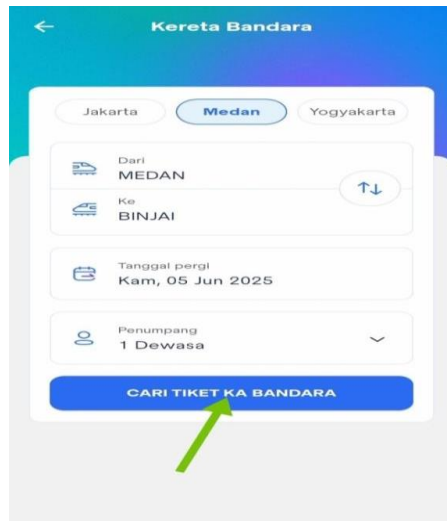 Kereta Bandara
Jakarta Medan Yogyakarta
Dari
MEDAN
Ke
BINJAI
Tanggal pergi
Kam, 05 Jun 2025
Penumpang
1 Dewasa
CARI TIKET KA BANDARA